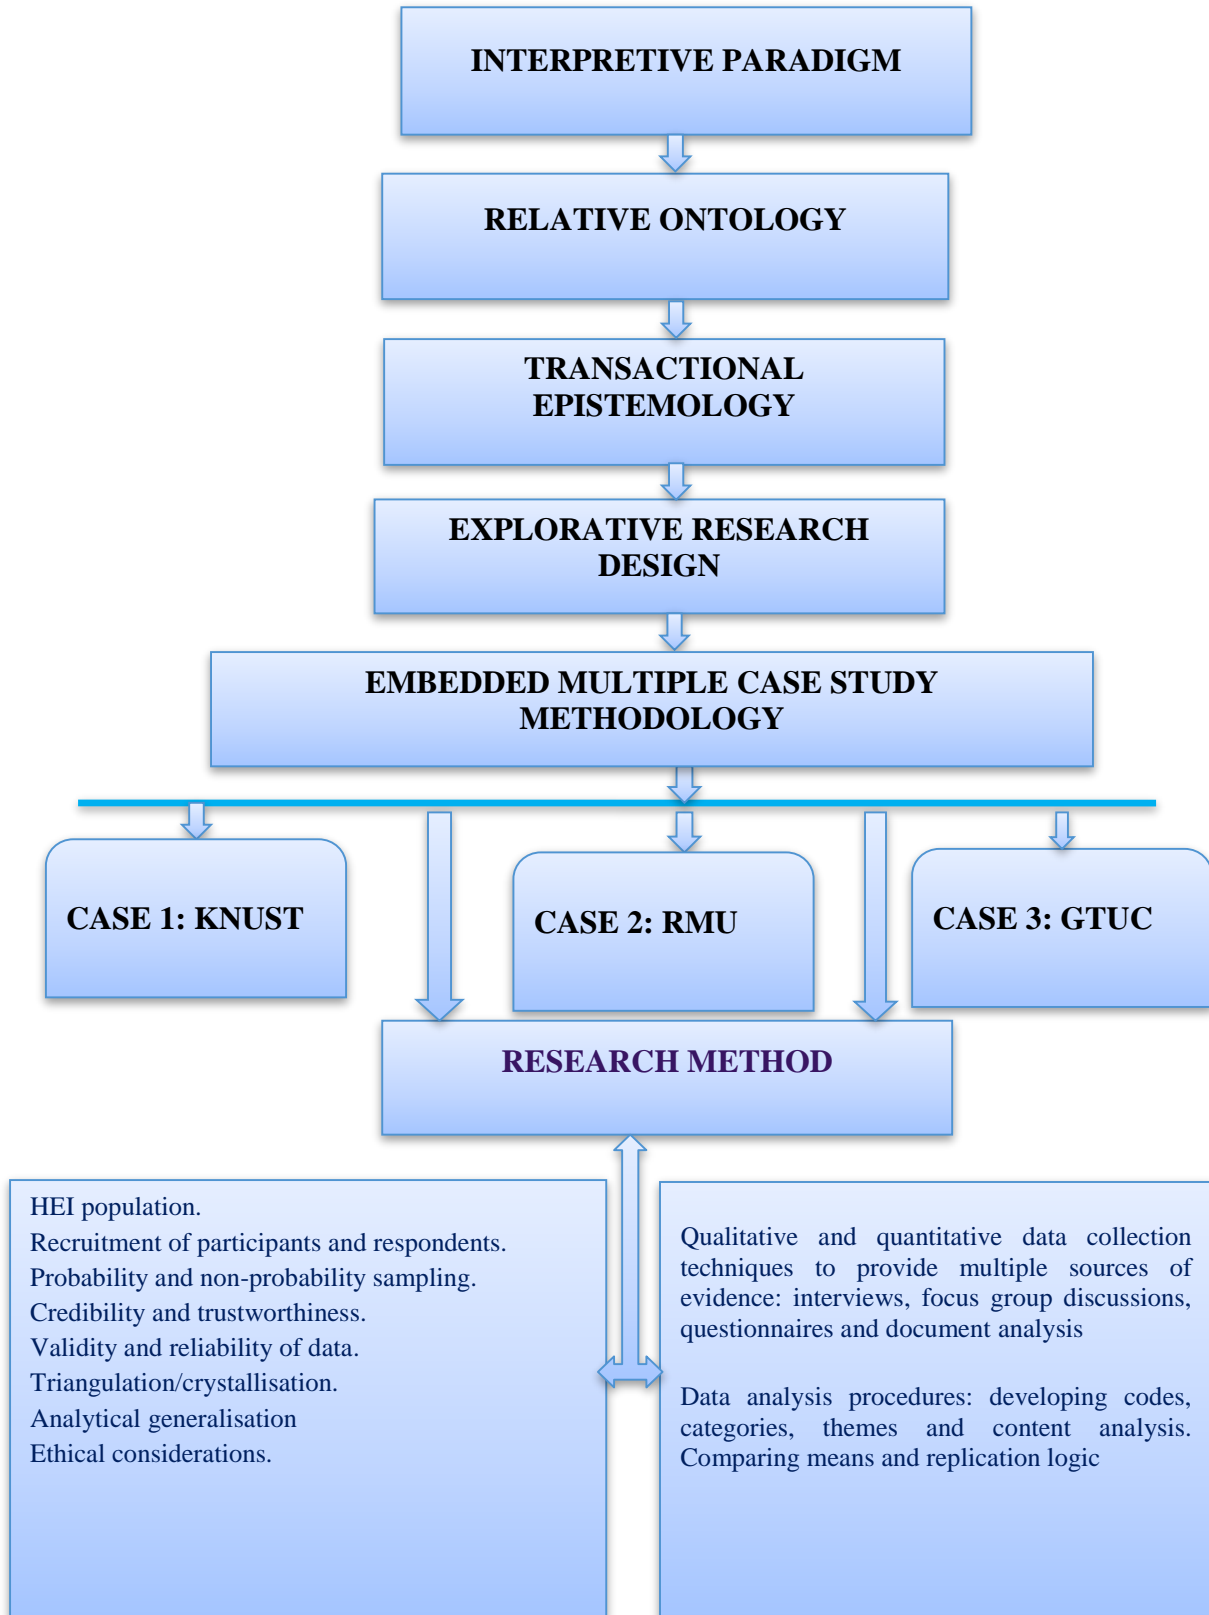 INTERPRETIVE PARADIGM
RELATIVE ONTOLOGY
TRANSACTIONAL
EPISTEMOLOGY
EXPLORATIVE RESEARCH
DESIGN
EMBEDDED MULTIPLE CASE STUDY
METHODOLOGY
CASE 1: KNUST
CASE 2: RMU
CASE 3: GTUC
RESEARCH METHOD
HEI population.
Recruitment of participants and respondents.
Probability and non-probability sampling.
Credibility and trustworthiness.
Validity and reliability of data.
Triangulation/crystallisation.
Analytical generalisation
Ethical considerations.
Qualitative and quantitative data collection
techniques to provide multiple sources of
evidence: interviews, focus group discussions,
questionnaires and document analysis
Data analysis procedures: developing codes,
categories, themes and content analysis.
Comparing means and replication logic